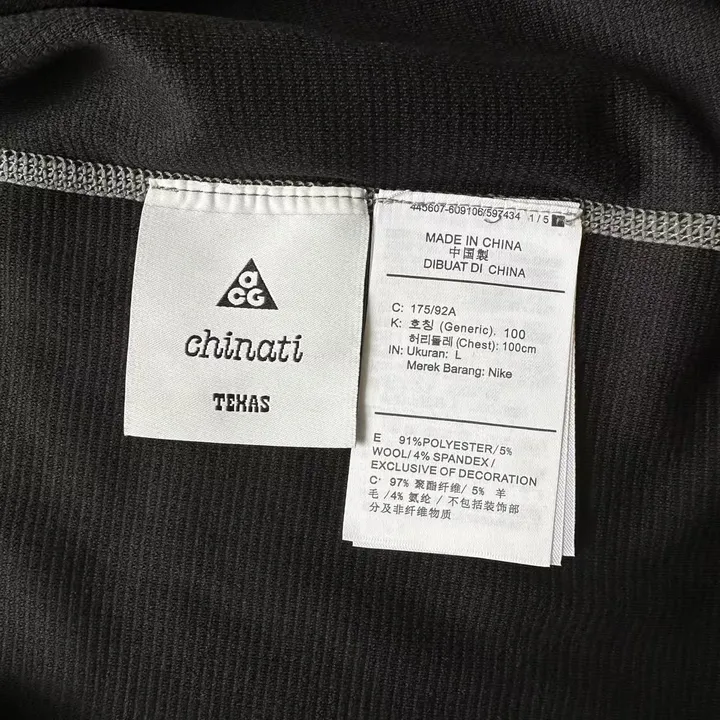 aCG
chinati
TEXAS
445607-609106/597434 1/5
MADE IN CHINA
中国製
DIBUAT DI CHINA
C: 175/92A
K: 호칭 (Generic). 100
허리둘레 (Chest): 100cm
IN: Ukuran: L
Merek Barang: Nike
E 91%POLYESTER/5%
WOOL/4% SPANDEX/
EXCLUSIVE OF DECORATION
C' 97% 聚酯纤维/ 5% 羊
毛 /4% 氨纶 / 不包括装饰部
分及非纤维物质